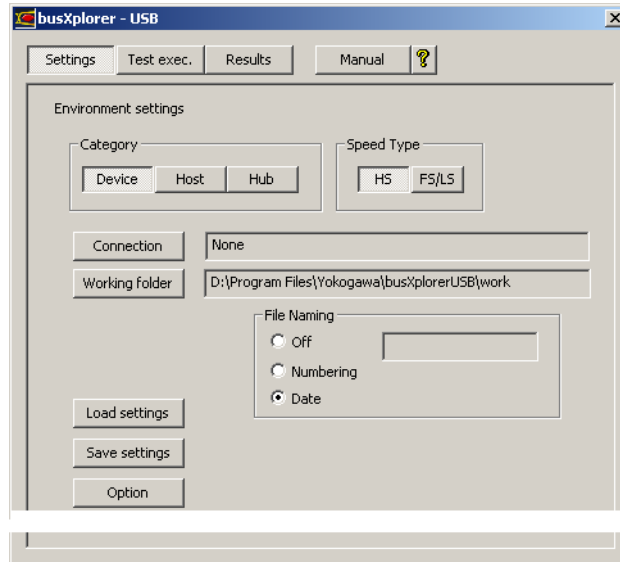 busXplorer - USB
Settings Test exec. Results Manual ?
Environment settings
Category Speed Type
Device Host Hub HS FS/LS
Connection None
Working folder D:\Program Files\Yokogawa\busXplorerUSB\work
File Naming
Off
Numbering
Date
Load settings
Save settings
Option